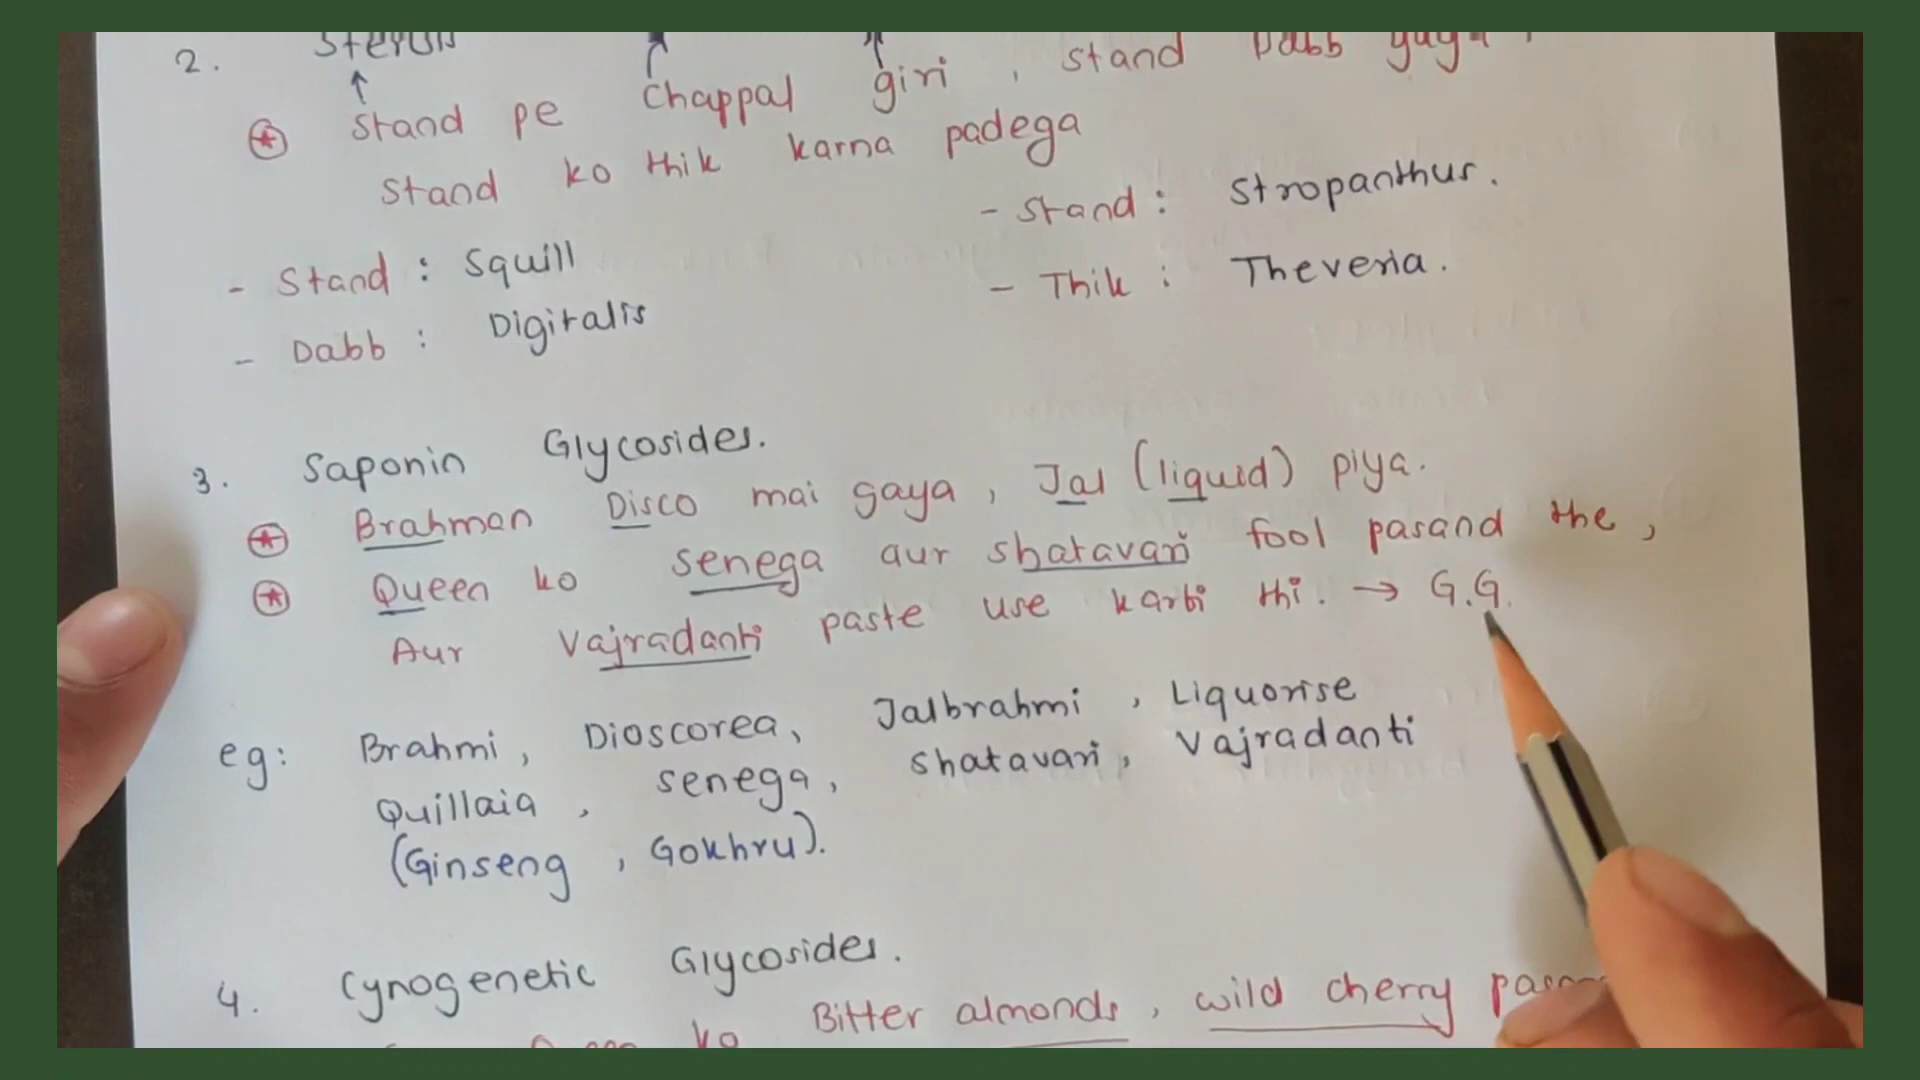 2. Sterols
Stand pe Chappal giri , stand Dabb gaya
Stand ko thik karna padega
- Stand : Squill
- Dabb : Digitalis
- Stand : Stropanthus.
- Thik : Theveria.
3. Saponin Glycosides.
Brahman Disco mai gaya , Jal (liquid) piya.
Queen ko senega aur shatavari fool pasand the ,
Aur Vajradanti paste use karti thi. → G.G.
eg: Brahmi , Dioscorea, Jalbrahmi , Liquorise
Quillaia , senega, shatavari, Vajradanti
(Ginseng , Gokhru).
4. Cynogenetic Glycosides.
ko Bitter almonds , wild cherry